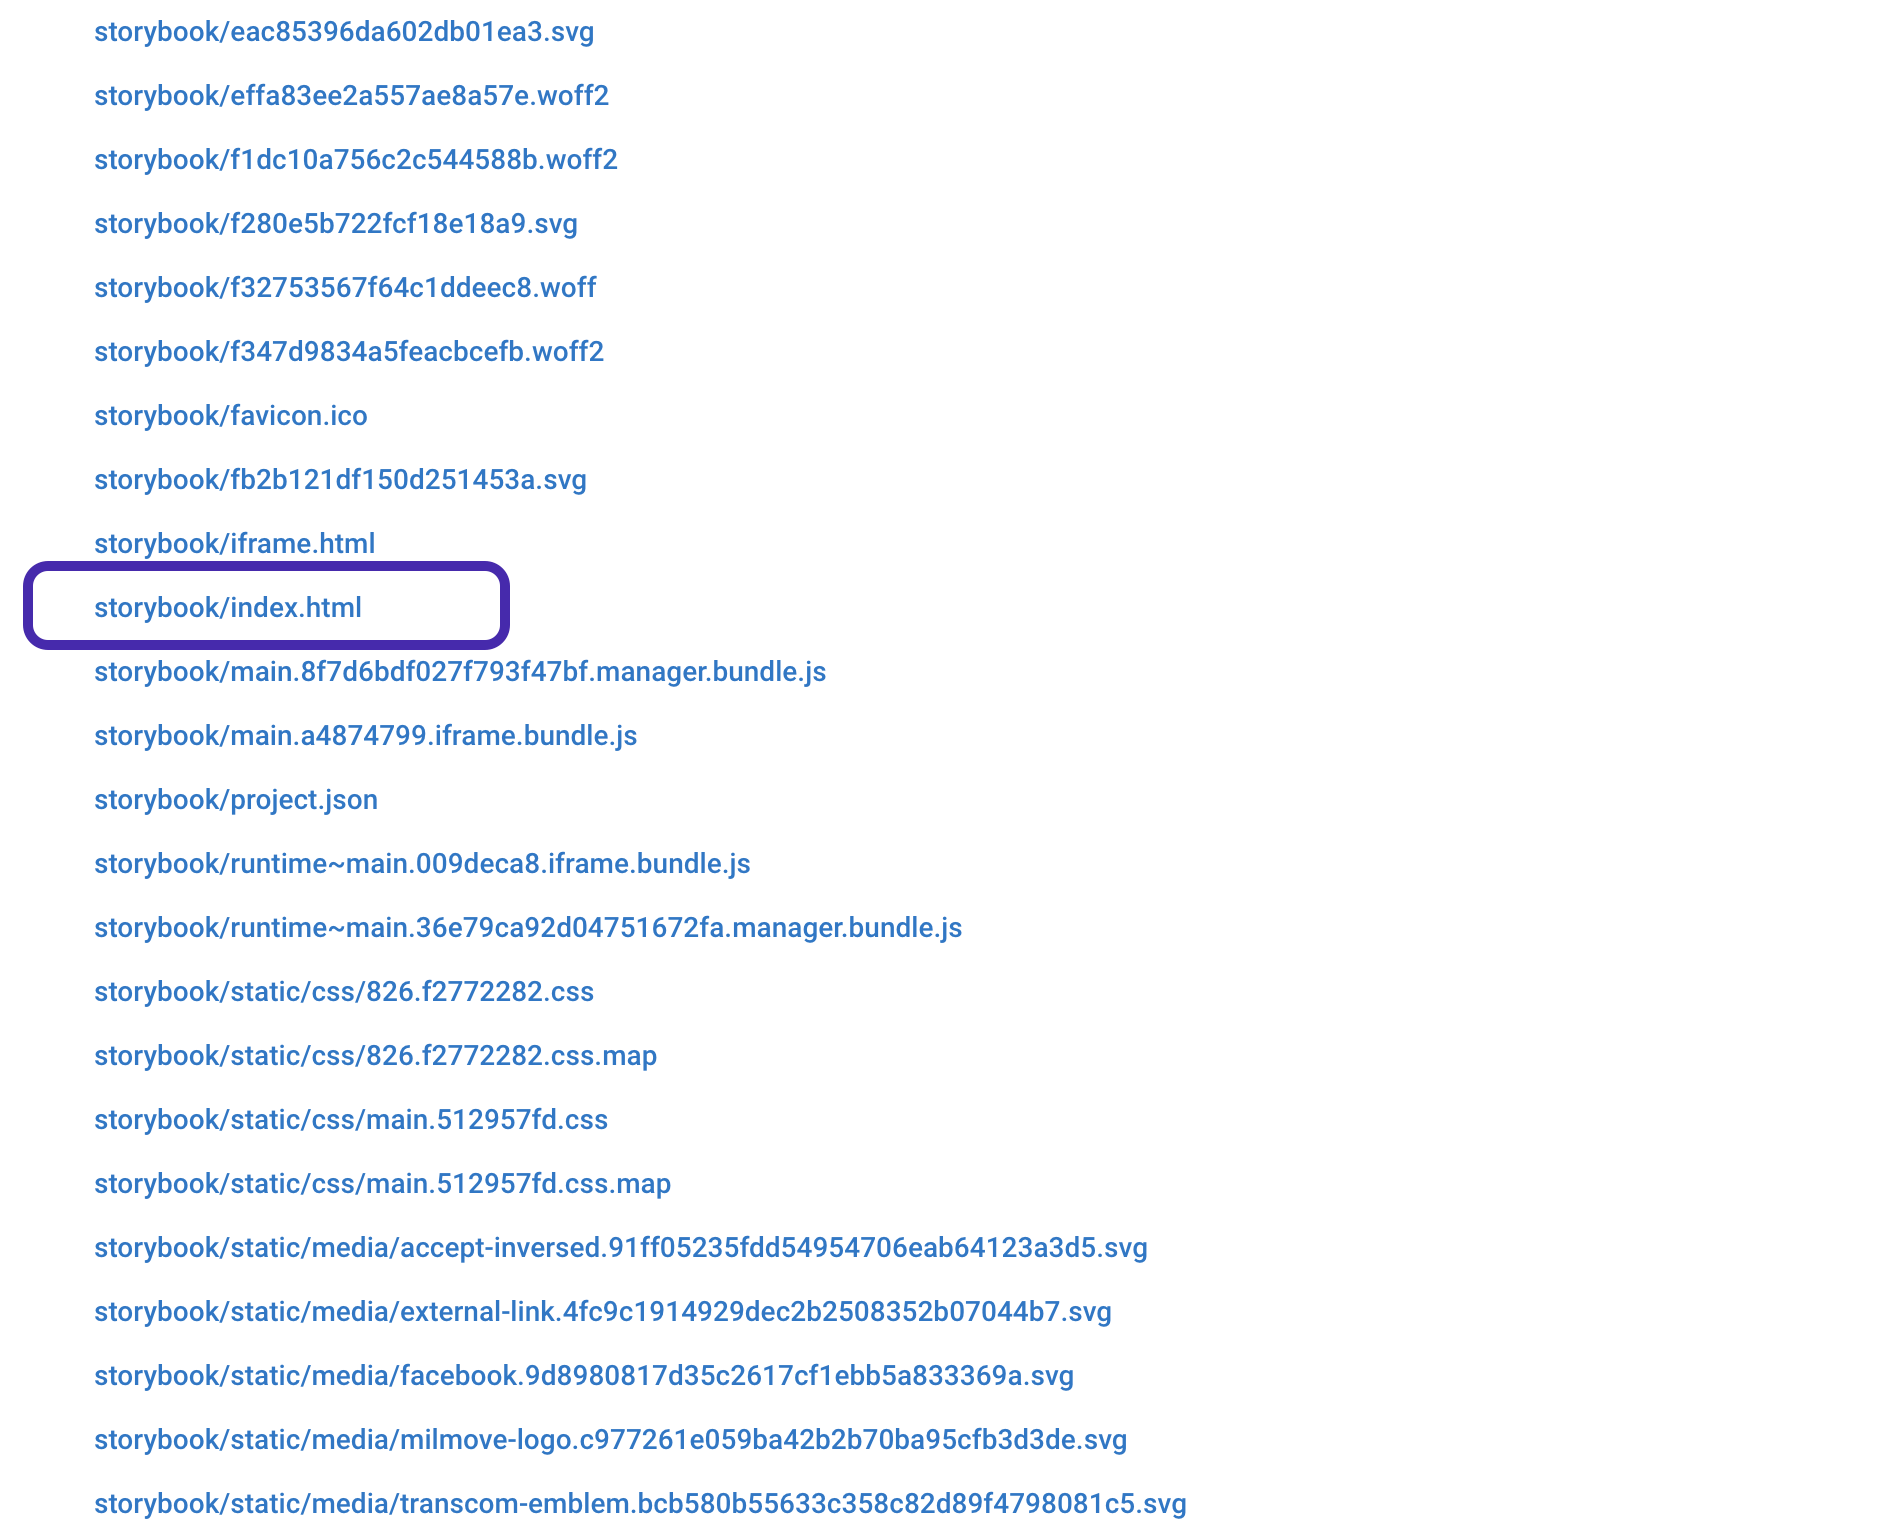 storybook/eac85396da602db01ea3.svg
storybook/effa83ee2a557ae8a57e.woff2
storybook/f1dc10a756c2c544588b.woff2
storybook/f280e5b722fcf18e18a9.svg
storybook/f32753567f64c1ddeec8.woff
storybook/f347d9834a5feacbcefb.woff2
storybook/favicon.ico
storybook/fb2b121df150d251453a.svg
storybook/iframe.html
storybook/index.html
storybook/main.8f7d6bdf027f793f47bf.manager.bundle.js
storybook/main.a4874799.iframe.bundle.js
storybook/project.json
storybook/runtime~main.009deca8.iframe.bundle.js
storybook/runtime~main.36e79ca92d04751672fa.manager.bundle.js
storybook/static/css/826.f2772282.css
storybook/static/css/826.f2772282.css.map
storybook/static/css/main.512957fd.css
storybook/static/css/main.512957fd.css.map
storybook/static/media/accept-inversed.91ff05235fdd54954706eab64123a3d5.svg
storybook/static/media/external-link.4fc9c1914929dec2b2508352b07044b7.svg
storybook/static/media/facebook.9d8980817d35c2617cf1ebb5a833369a.svg
storybook/static/media/milmove-logo.c977261e059ba42b2b70ba95cfb3d3de.svg
storybook/static/media/transcom-emblem.bcb580b55633c358c82d89f4798081c5.svg